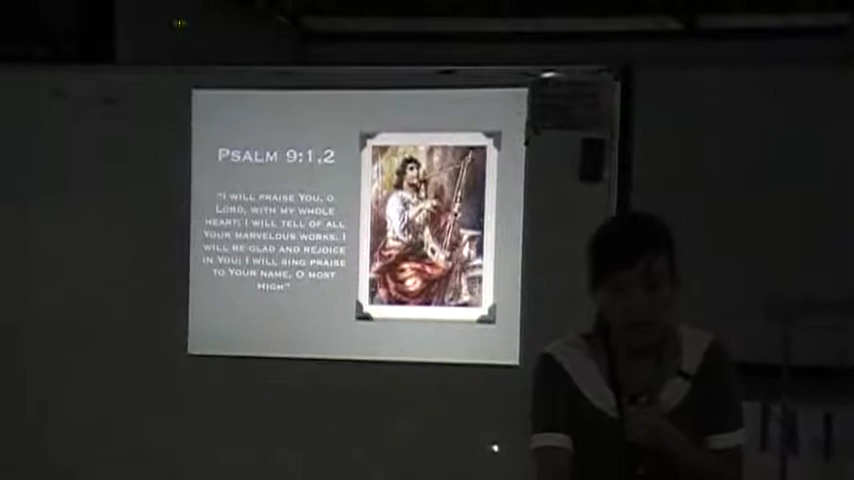 PSALM 9:1,2
"I WILL PRAISE YOU, O
LORD, WITH MY WHOLE
HEART; I WILL TELL OF ALL
YOUR MARVELOUS WORKS. I
WILL BE GLAD AND REJOICE
IN YOU; I WILL SING PRAISE
TO YOUR NAME, O MOST
HIGH"